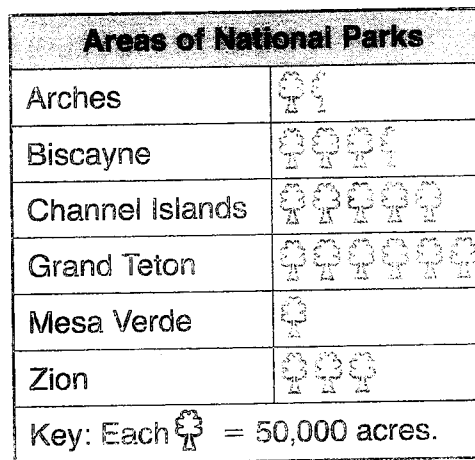 Areas of National Parks
Arches
Biscayne
Channel Islands
Grand Teton
Mesa Verde
Zion
Key: Each = 50,000 acres.